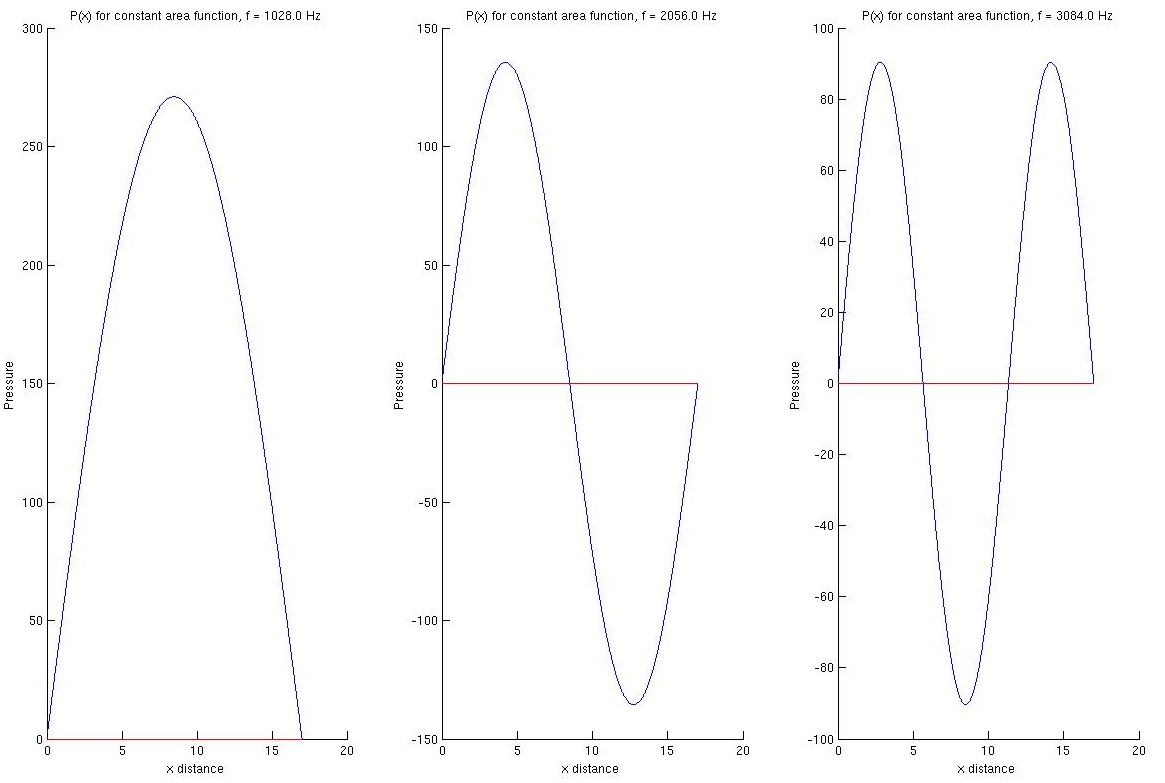 P(x) for constant area function, f = 1028.0 Hz
300
250
200
150
100
50
0
Pressure
0 5 10 15 20
x distance
P(x) for constant area function, f = 2056.0 Hz
150
100
50
0
-50
-100
-150
Pressure
0 5 10 15 20
x distance
P(x) for constant area function, f = 3084.0 Hz
100
80
60
40
20
0
-20
-40
-60
-80
-100
Pressure
0 5 10 15 20
x distance